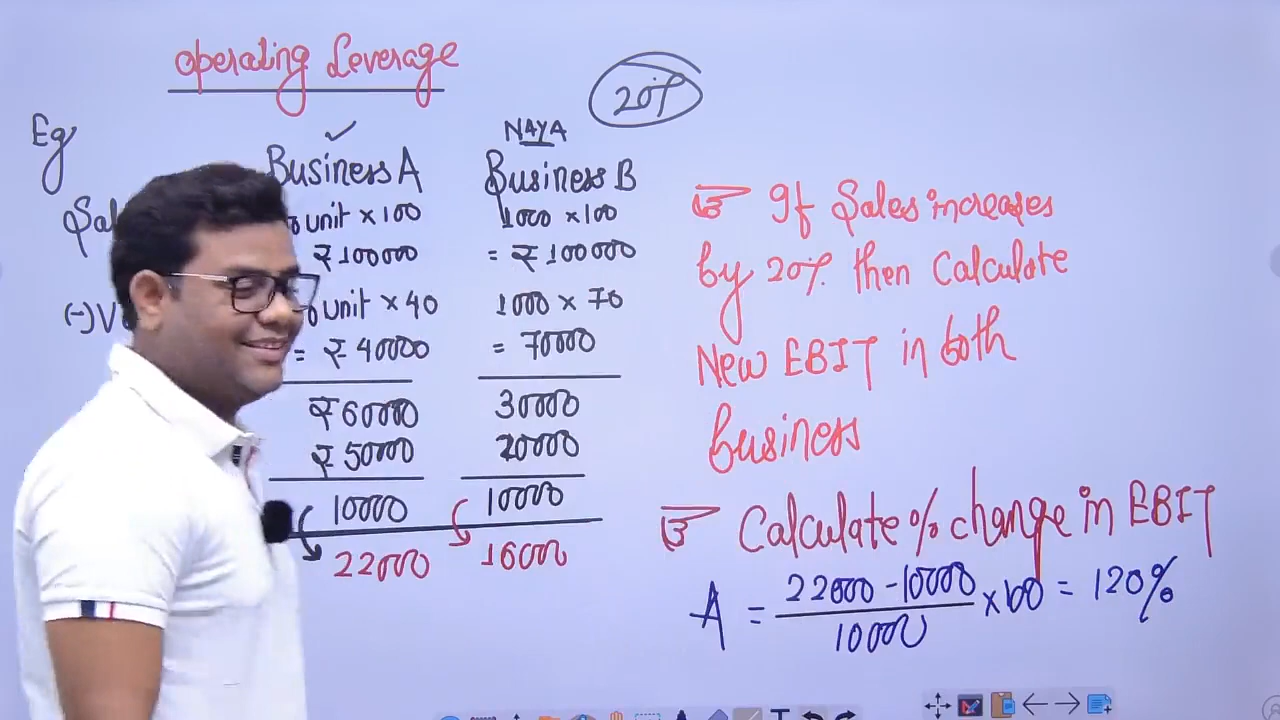 Operating Leverage
20%
Eg
NAYA
Business A Business B
unit × 100 1000 × 100
₹100000 = ₹100000
unit × 40 1000 × 70
= ₹40000 = 70000
₹60000 30000
₹50000 20000
10000 10000
22000 16000
☞ If Sales increases
by 20% then Calculate
New EBIT in both
business
☞ Calculate % change in EBIT
A = 22000 - 10000 / 10000 × 100 = 120%